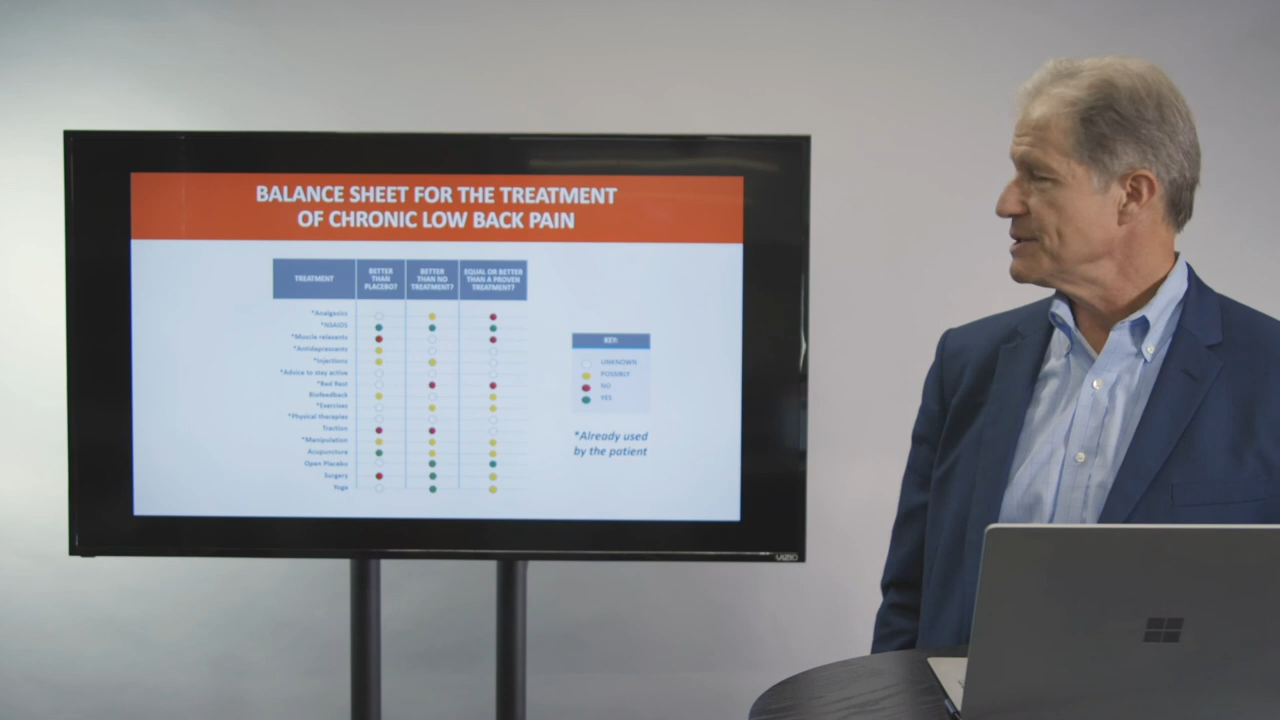 BALANCE SHEET FOR THE TREATMENT
OF CHRONIC LOW BACK PAIN
TREATMENT
BETTER
THAN
PLACEBO?
BETTER
THAN NO
TREATMENT?
EQUAL OR BETTER
THAN A PROVEN
TREATMENT?
*Analgesics
*NSAIDS
*Muscle relaxants
*Antidepressants
*Injections
*Advice to stay active
*Bed Rest
Biofeedback
*Exercises
*Physical therapies
Traction
*Manipulation
Acupuncture
Open Placebo
Surgery
Yoga
KEY:
UNKNOWN
POSSIBLY
NO
YES
*Already used
by the patient
VIZIO